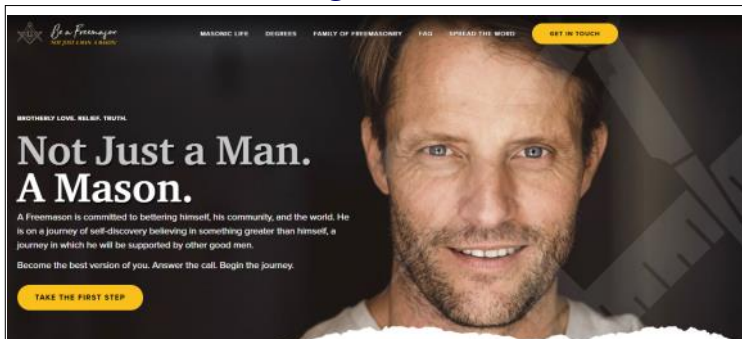 Be a Freemason
NOT JUST A MAN. A MASON.
MASONIC LIFE DEGREES FAMILY OF FREEMASONRY FAQ SPREAD THE WORD GET IN TOUCH
BROTHERLY LOVE. RELIEF. TRUTH.
Not Just a Man.
A Mason.
A Freemason is committed to bettering himself, his community, and the world. He
is on a journey of self-discovery believing in something greater than himself, a
journey in which he will be supported by other good men.
Become the best version of you. Answer the call. Begin the journey.
TAKE THE FIRST STEP